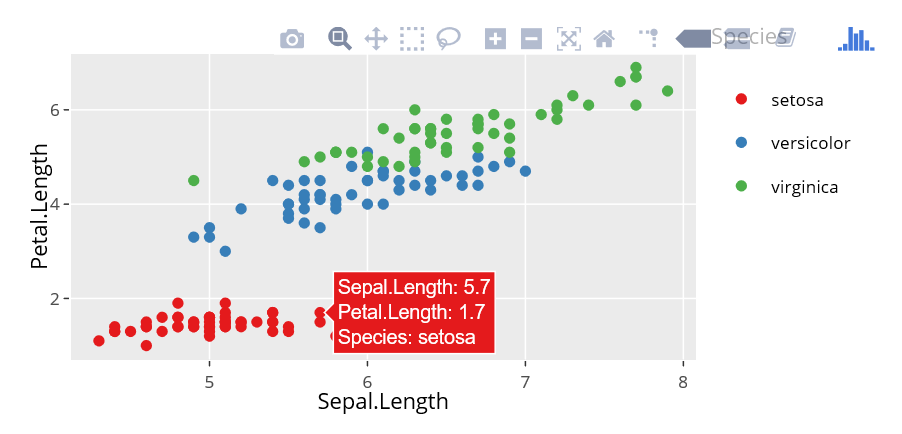 Species
setosa
versicolor
virginica
Petal.Length
6
4
2
Sepal.Length: 5.7
Petal.Length: 1.7
Species: setosa
5
6
7
8
Sepal.Length